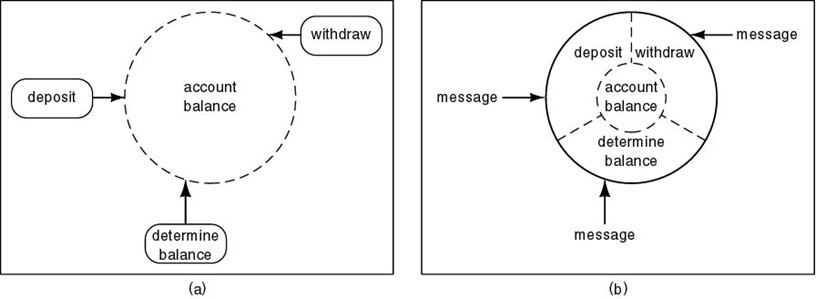 withdraw
account
balance
deposit
determine
balance
(a)
message
deposit
withdraw
message
account
balance
determine
balance
message
(b)